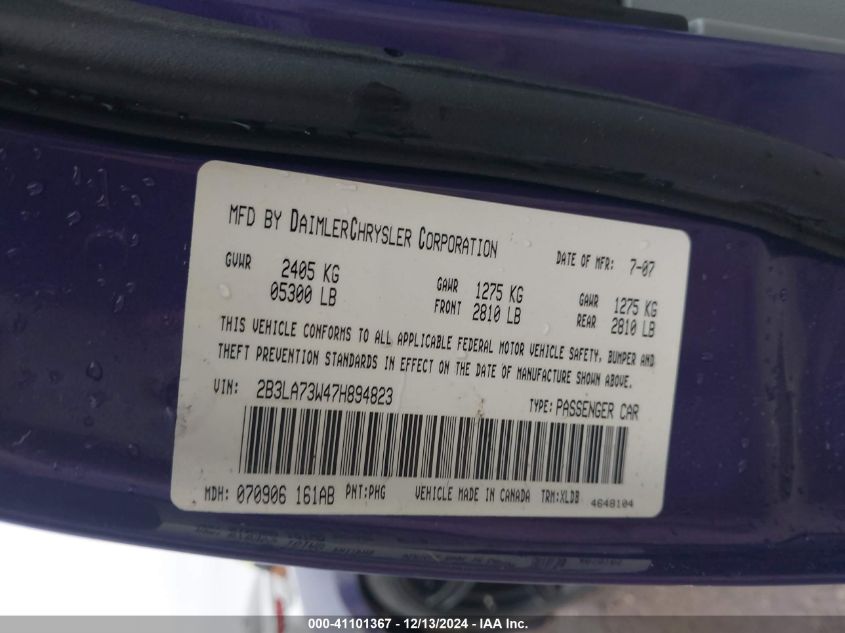 MFD BY DAIMLERCHRYSLER CORPORATION DATE OF MFR: 7-07
GVWR 2405 KG GAWR 1275 KG GAWR 1275 KG
05300 LB FRONT 2810 LB REAR 2810 LB
THIS VEHICLE CONFORMS TO ALL APPLICABLE FEDERAL MOTOR VEHICLE SAFETY, BUMPER AND
THEFT PREVENTION STANDARDS IN EFFECT ON THE DATE OF MANUFACTURE SHOWN ABOVE.
VIN: 2B3LA73W47H894823 TYPE: PASSENGER CAR
MDH: 070906 161AB PNT:PHG VEHICLE MADE IN CANADA TRM:XLDB 4648104
000-41101367 - 12/13/2024 - IAA Inc.